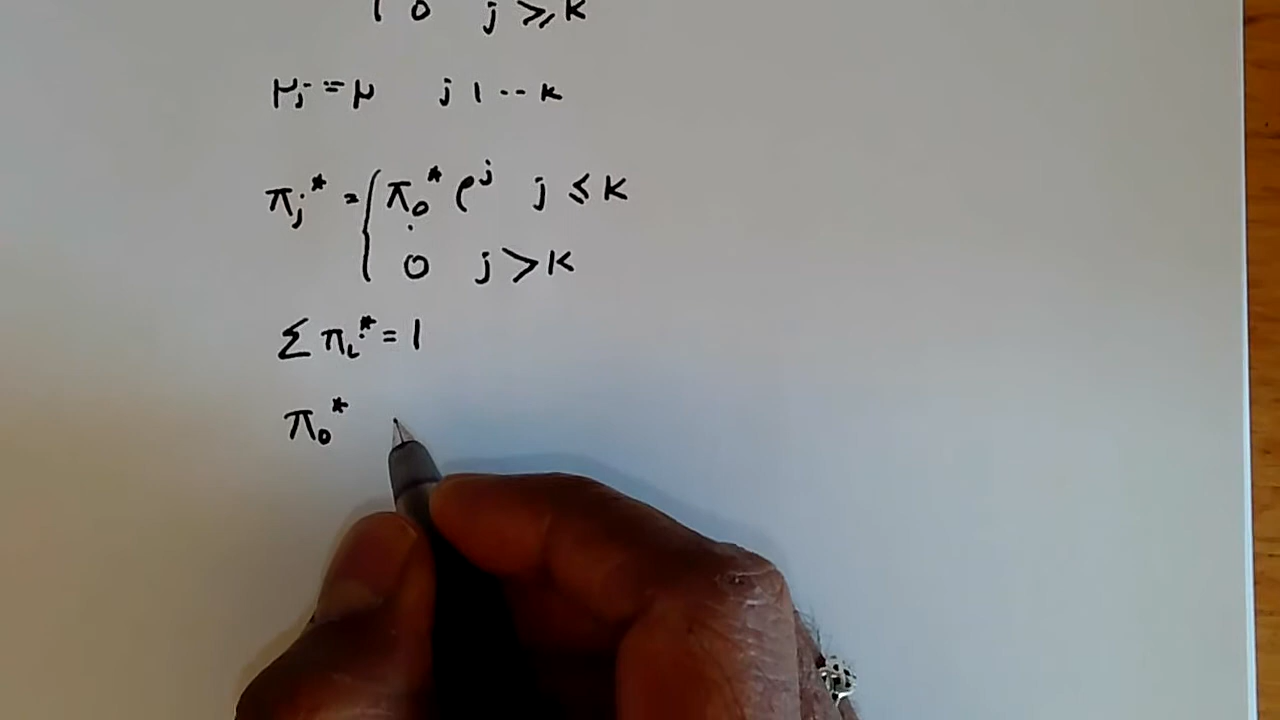 { 0 j ⩾ K
μj = μ j 1 -- K
πj* = { π0* ρ^j j ≤ K
0 j > K
Σ πi* = 1
π0*